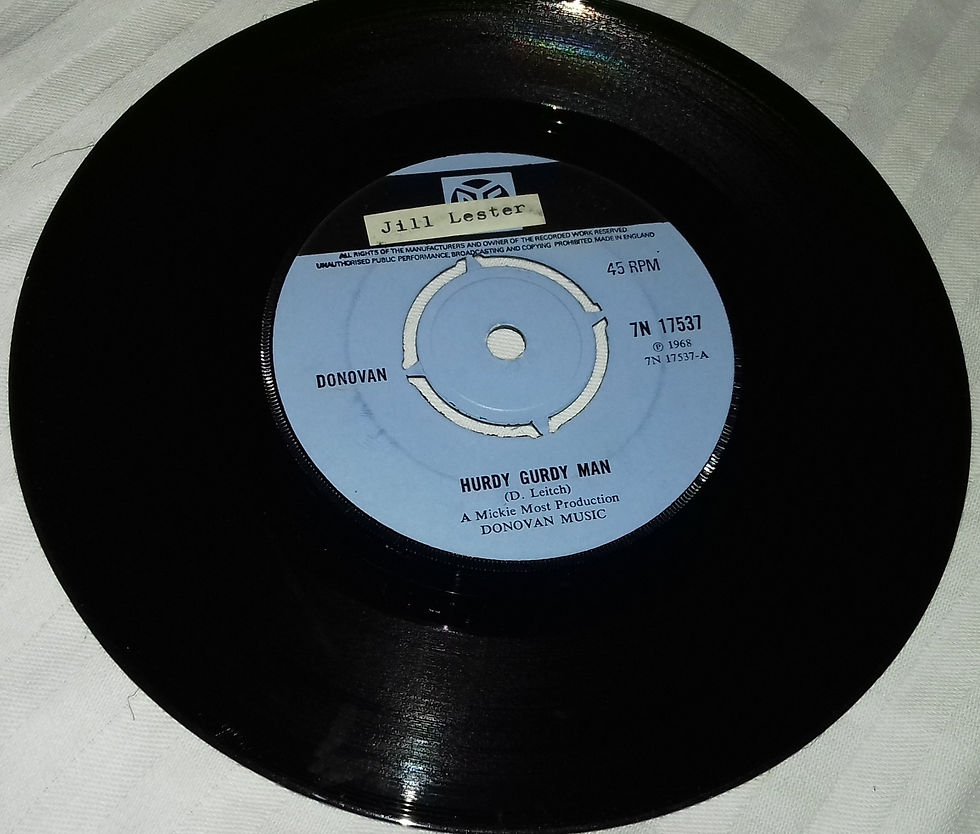 Jill Lester
ALL RIGHTS OF THE MANUFACTURERS AND OWNER OF THE RECORDED WORK RESERVED
UNAUTHORISED PUBLIC PERFORMANCE, BROADCASTING AND COPYING PROHIBITED. MADE IN ENGLAND
45 RPM
7N 17537
℗ 1968
7N 17537-A
DONOVAN
HURDY GURDY MAN
(D. Leitch)
A Mickie Most Production
DONOVAN MUSIC